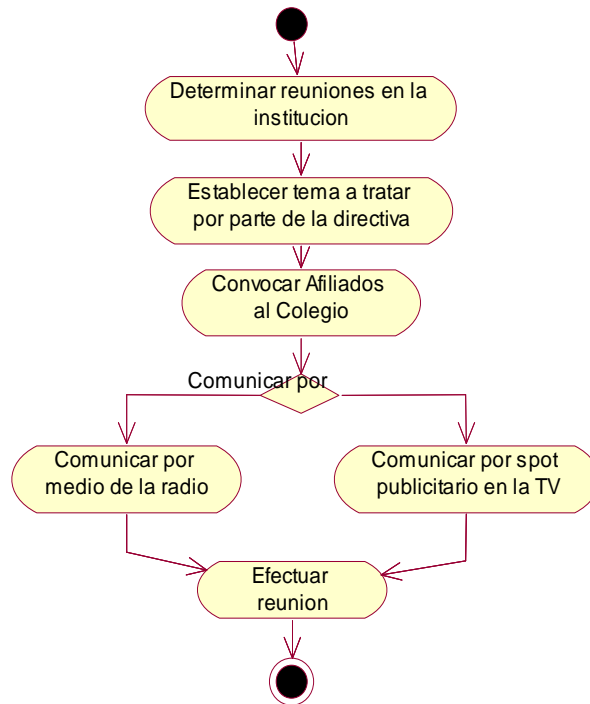 Determinar reuniones en la
institucion
Establecer tema a tratar
por parte de la directiva
Convocar Afiliados
al Colegio
Comunicar por
Comunicar por
medio de la radio
Comunicar por spot
publicitario en la TV
Efectuar
reunion